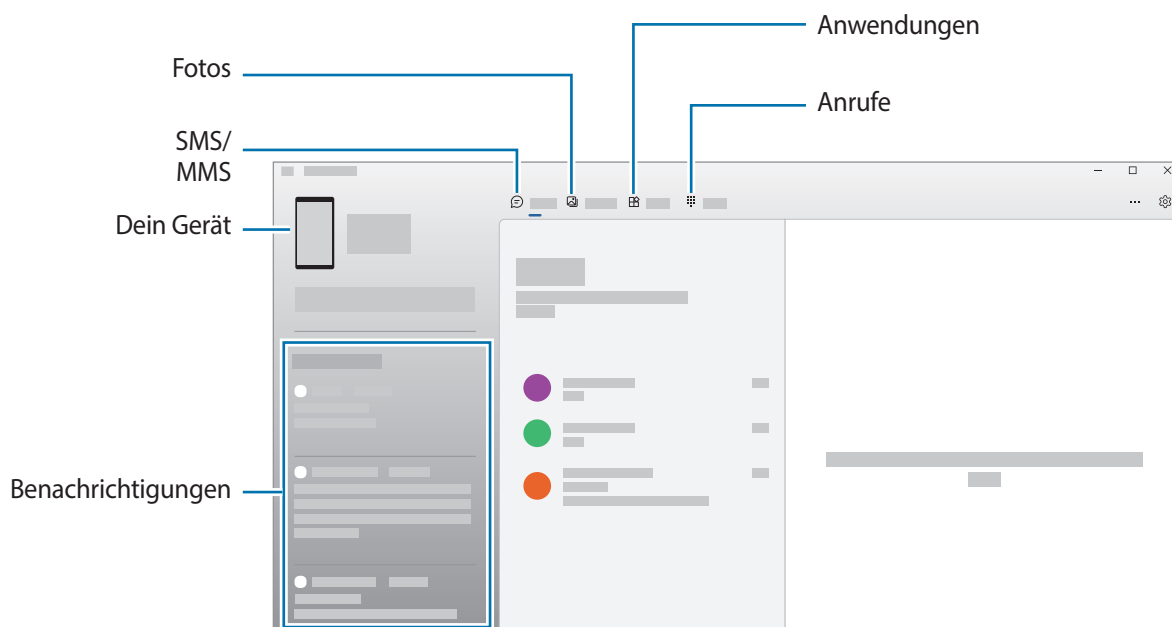 Anwendungen
Fotos
Anrufe
SMS/
MMS
Dein Gerät
Benachrichtigungen